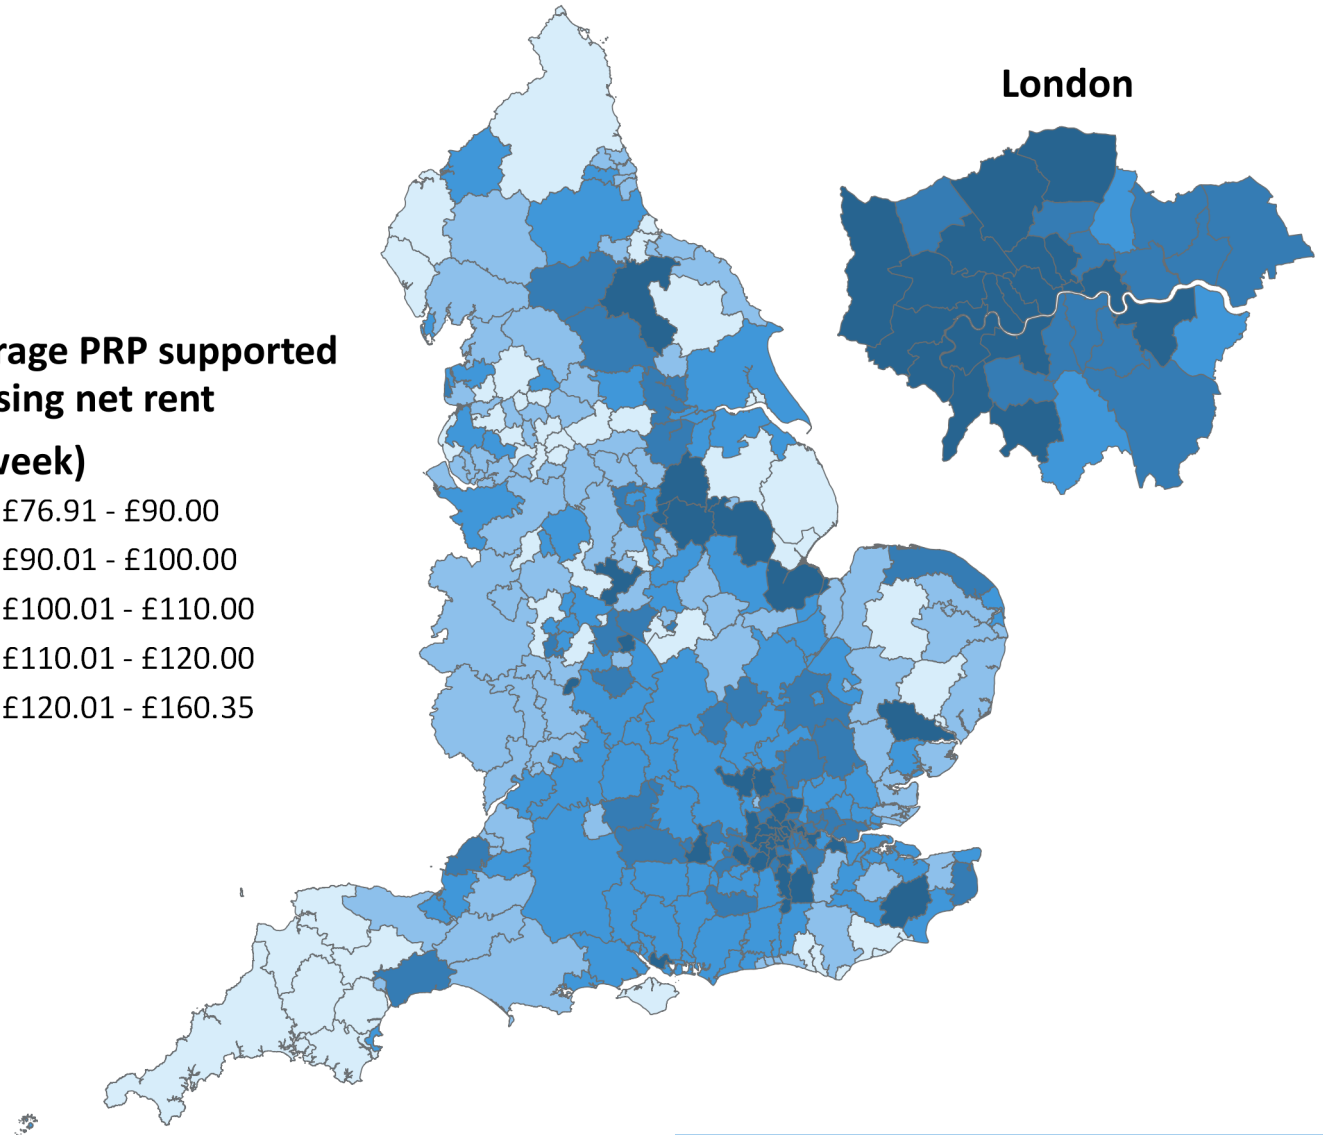 London
rage PRP supported
sing net rent
week)
£76.91 - £90.00
£90.01 - £100.00
£100.01 - £110.00
£110.01 - £120.00
£120.01 - £160.35